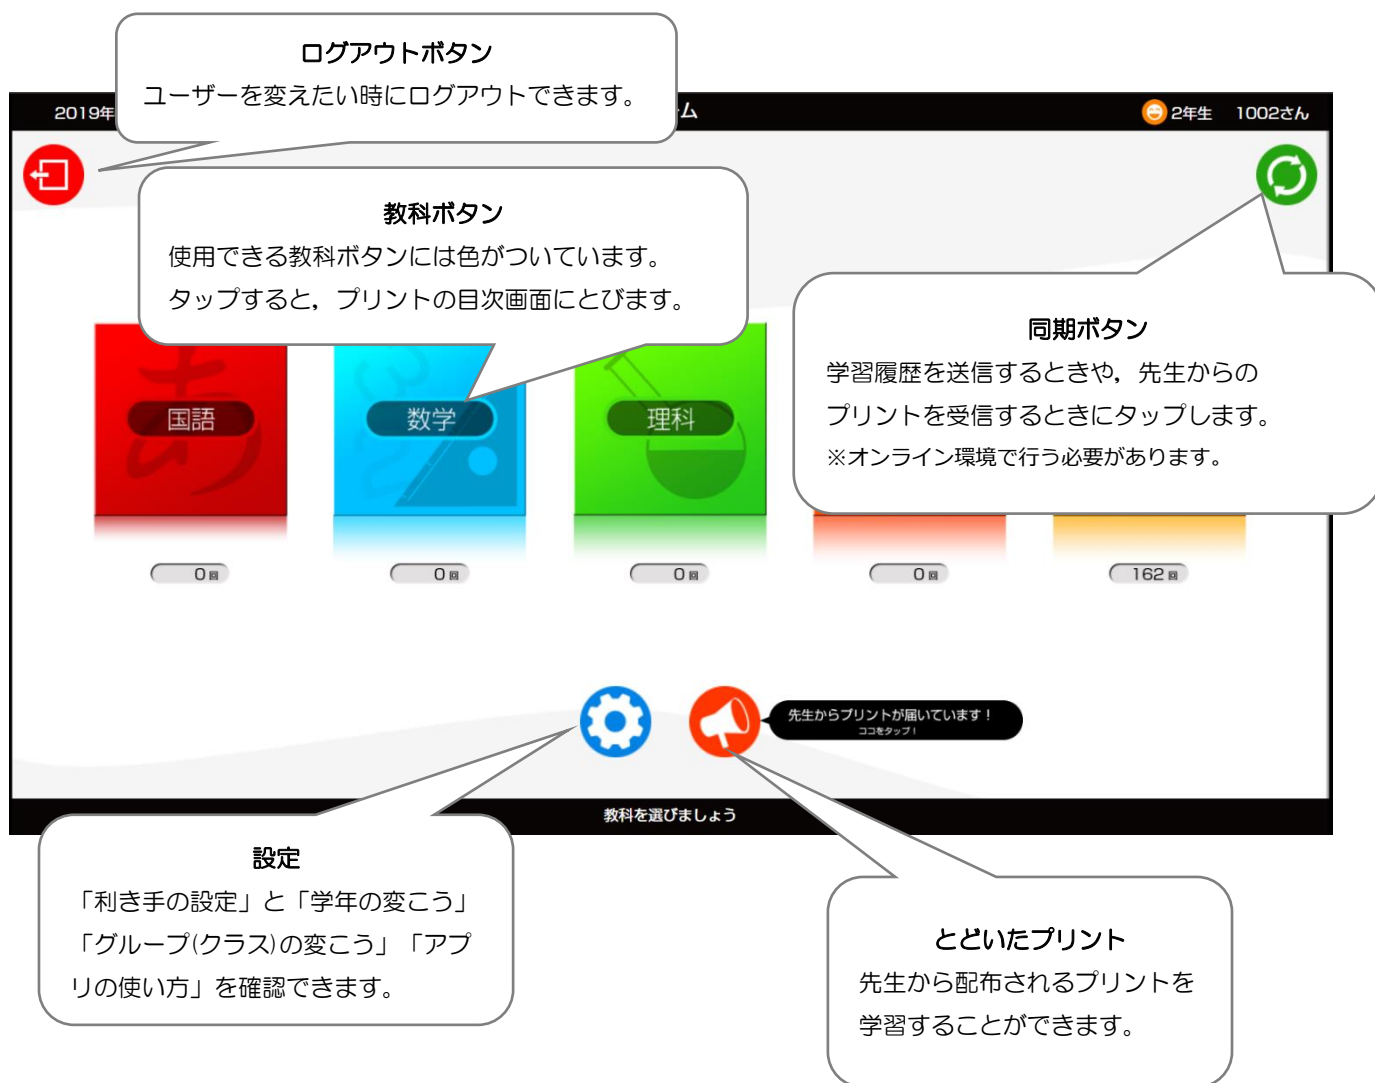 ログアウトボタン
ユーザーを変えたい時にログアウトできます。
2019年
ーム
2年生 1002さん
教科ボタン
使用できる教科ボタンには色がついています。
タップすると，プリントの目次画面にとびます。
同期ボタン
学習履歴を送信するときや，先生からの
プリントを受信するときにタップします。
※オンライン環境で行う必要があります。
国語
数学
理科
0回
0回
0回
0回
162回
先生からプリントが届いています！
ココをタップ！
教科を選びましょう
設定
「利き手の設定」と「学年の変こう」
「グループ(クラス)の変こう」「アプ
リの使い方」を確認できます。
とどいたプリント
先生から配布されるプリントを
学習することができます。